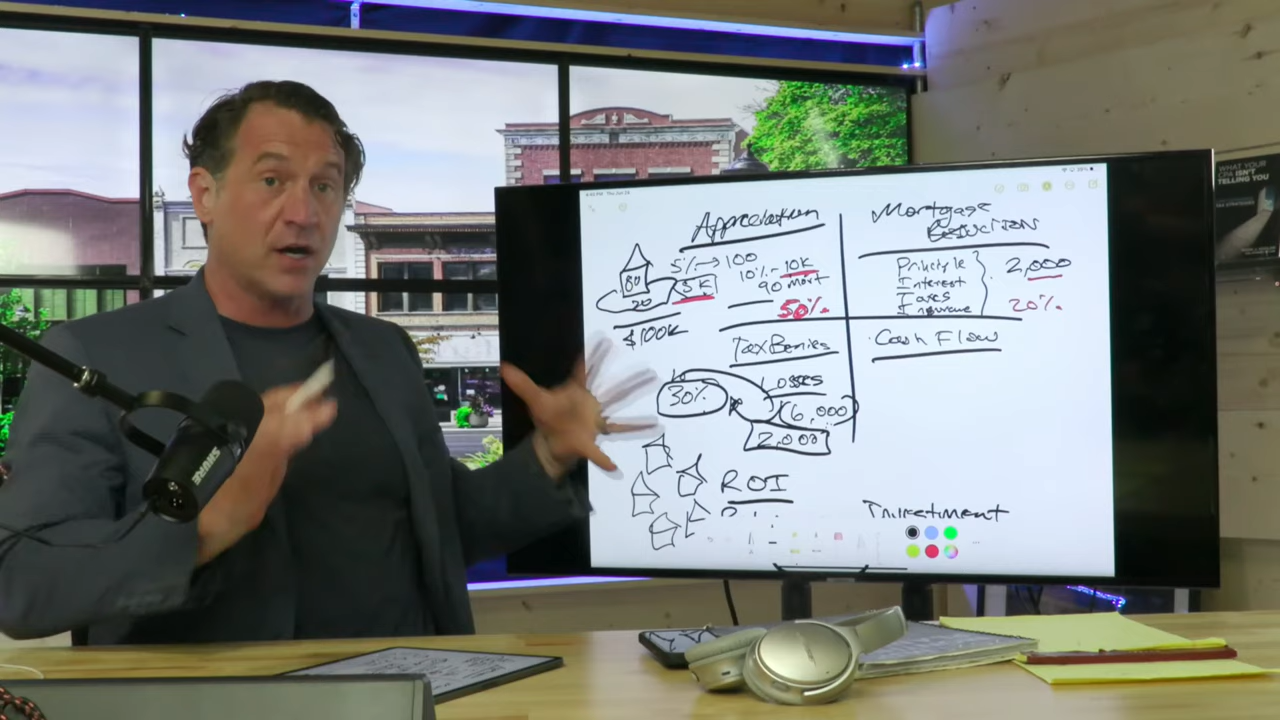 Appreciation
5% → 100
10% - 10K
90 Mort
80
20
5K
50%
$100K
Mortgage
Reduction
Principle
Interest
Taxes
Insurance
2,000
20%
Tax Benies
Losses
30%
(6,000)
2,000
Cash Flow
ROI
Investment
SHURE
WHAT YOUR
CPA ISN'T
TELLING YOU